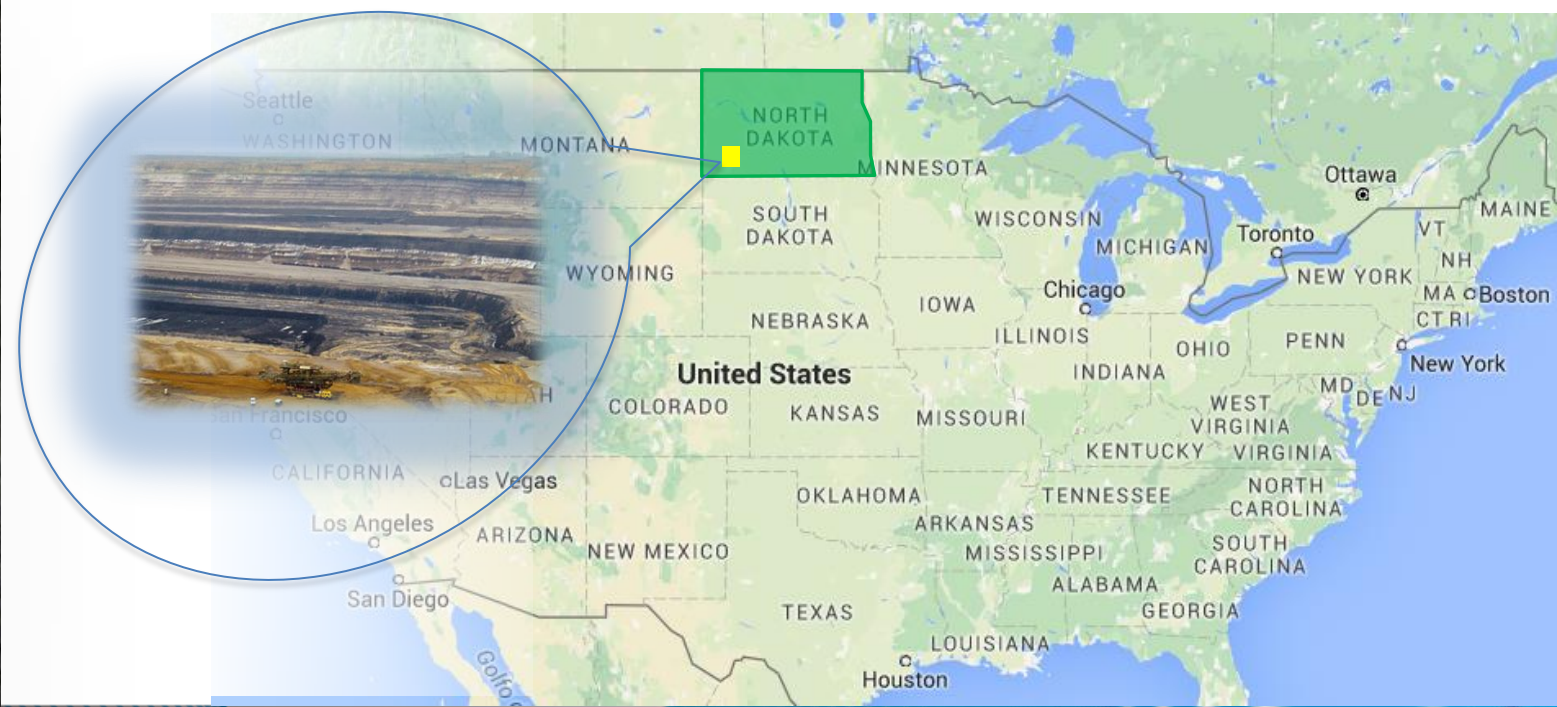 Seattle
WASHINGTON
MONTANA
NORTH
DAKOTA
MINNESOTA
Ottawa
SOUTH
DAKOTA
WISCONSIN
MICHIGAN
Toronto
VT
MAINE
WYOMING
NEW YORK
NH
Chicago
IOWA
MA
Boston
NEBRASKA
ILLINOIS
CT RI
OHIO
PENN
New York
United States
INDIANA
MD
DE
NJ
UTAH
COLORADO
KANSAS
MISSOURI
WEST
VIRGINIA
San Francisco
KENTUCKY
VIRGINIA
CALIFORNIA
Las Vegas
OKLAHOMA
TENNESSEE
NORTH
CAROLINA
Los Angeles
ARIZONA
NEW MEXICO
ARKANSAS
MISSISSIPPI
SOUTH
CAROLINA
ALABAMA
San Diego
TEXAS
GEORGIA
LOUISIANA
Houston
Golfo